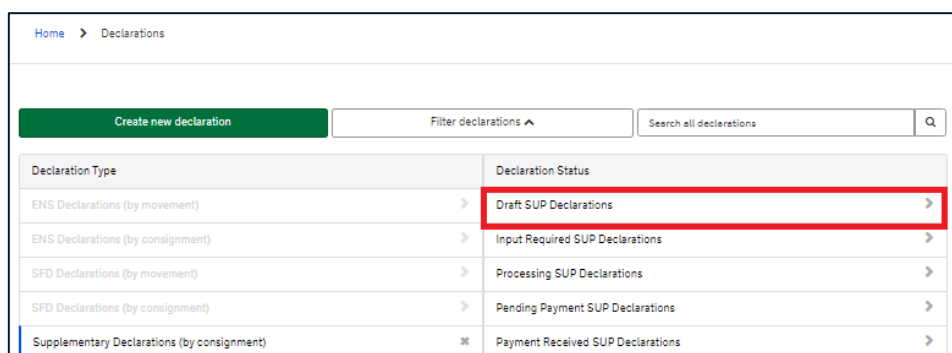 Home > Declarations
Create new declaration
Filter declarations
Search all declarations
Declaration Type
Declaration Status
ENS Declarations (by movement)
Draft SUP Declarations
ENS Declarations (by consignment)
Input Required SUP Declarations
SFD Declarations (by movement)
Processing SUP Declarations
SFD Declarations (by consignment)
Pending Payment SUP Declarations
Supplementary Declarations (by consignment)
Payment Received SUP Declarations